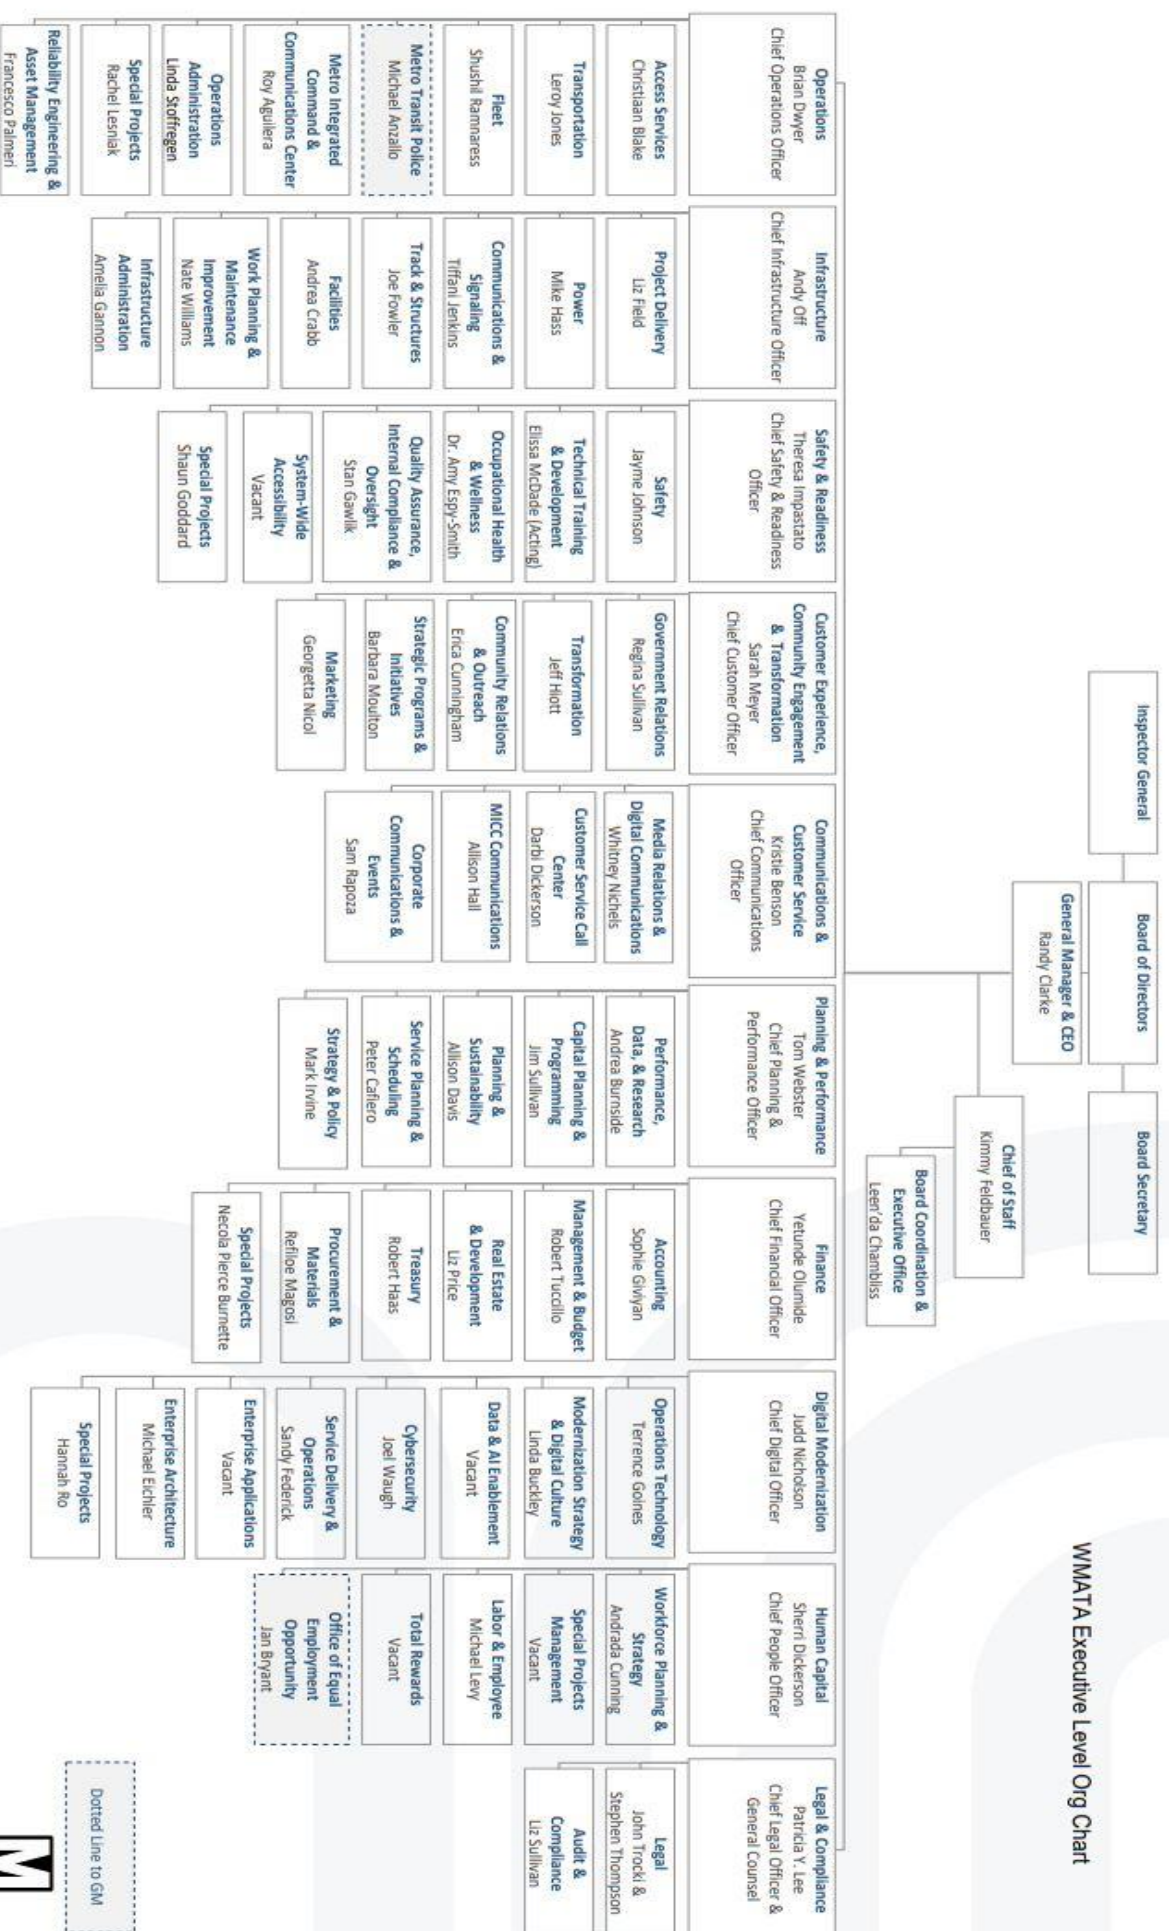 WMATA Executive Level Org Chart
Inspector General
Board of Directors
Board Secretary
General Manager & CEO
Randy Clarke
Chief of Staff
Kimmy Feldbauer
Board Coordination &
Executive Office
Leen'da Chambliss
Operations
Brian Dwyer
Chief Operations Officer
Access Services
Christiaan Blake
Transportation
Leroy Jones
Fleet
Shushil Ramnaress
Metro Transit Police
Michael Anzallo
Metro Integrated
Command &
Communications Center
Roy Aguilera
Operations
Administration
Linda Stoffregen
Special Projects
Rachel Lesniak
Reliability Engineering &
Asset Management
Francesco Palmeri
Infrastructure
Andy Off
Chief Infrastructure Officer
Project Delivery
Liz Field
Power
Mike Hass
Communications &
Signaling
Tiffani Jenkins
Track & Structures
Joe Fowler
Facilities
Andrea Crabb
Work Planning &
Maintenance
Improvement
Nate Williams
Infrastructure
Administration
Amelia Gannon
Safety & Readiness
Theresa Impastato
Chief Safety & Readiness
Officer
Safety
Jayme Johnson
Technical Training
& Development
Elissa McDade (Acting)
Occupational Health
& Wellness
Dr. Amy Espy-Smith
Quality Assurance,
Internal Compliance &
Oversight
Stan Gawlik
System-Wide
Accessibility
Vacant
Special Projects
Shaun Goddard
Customer Experience,
Community Engagement
& Transformation
Sarah Meyer
Chief Customer Officer
Government Relations
Regina Sullivan
Transformation
Jeff Hiott
Community Relations
& Outreach
Erica Cunningham
Strategic Programs &
Initiatives
Barbara Moulton
Marketing
Georgetta Nicol
Communications &
Customer Service
Kristie Benson
Chief Communications
Officer
Media Relations &
Digital Communications
Whitney Nichels
Customer Service Call
Center
Darbi Dickerson
MICC Communications
Allison Hall
Corporate
Communications &
Events
Sam Rapoza
Planning & Performance
Tom Webster
Chief Planning &
Performance Officer
Performance,
Data, & Research
Andrea Burnside
Capital Planning &
Programming
Jim Sullivan
Planning &
Sustainability
Allison Davis
Service Planning &
Scheduling
Peter Cafiero
Strategy & Policy
Mark Irvine
Finance
Yetunde Olumide
Chief Financial Officer
Accounting
Sophie Giviyan
Management & Budget
Robert Tuccillo
Real Estate
& Development
Liz Price
Treasury
Robert Haas
Procurement &
Materials
Refiloe Magosi
Special Projects
Necola Pierce Burnette
Digital Modernization
Judd Nicholson
Chief Digital Officer
Operations Technology
Terrence Goines
Modernization Strategy
& Digital Culture
Linda Buckley
Data & AI Enablement
Vacant
Cybersecurity
Joel Waugh
Service Delivery &
Operations
Sandy Federick
Enterprise Applications
Vacant
Enterprise Architecture
Michael Eichler
Special Projects
Hannah Ro
Human Capital
Sherri Dickerson
Chief People Officer
Workforce Planning &
Strategy
Andrada Cunning
Special Projects
Management
Vacant
Labor & Employee
Michael Levy
Total Rewards
Vacant
Office of Equal
Employment
Opportunity
Jan Bryant
Legal & Compliance
Patricia Y. Lee
Chief Legal Officer &
General Counsel
Legal
John Trocki &
Stephen Thompson
Audit &
Compliance
Liz Sullivan
Dotted Line to GM
M